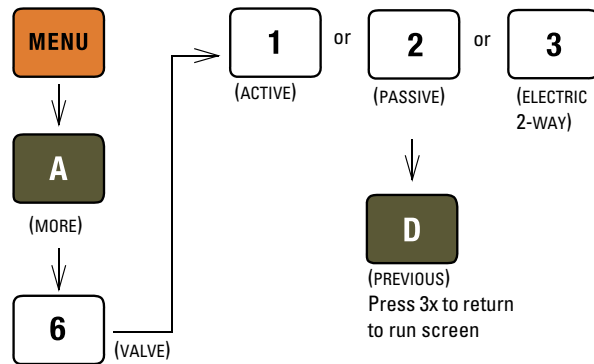 MENU
A
(MORE)
6
(VALVE)
1 or 2 or 3
(ACTIVE)
(PASSIVE)
(ELECTRIC
2-WAY)
D
(PREVIOUS)
Press 3x to return
to run screen